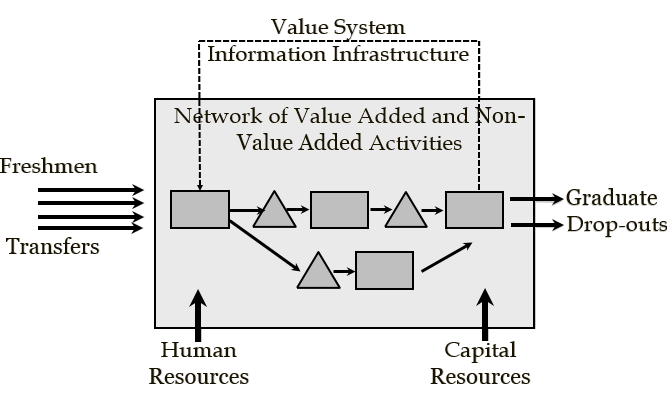 Value System
Information Infrastructure
Network of Value Added and Non-
Value Added Activities
Freshmen
Transfers
Graduate
Drop-outs
Human
Resources
Capital
Resources